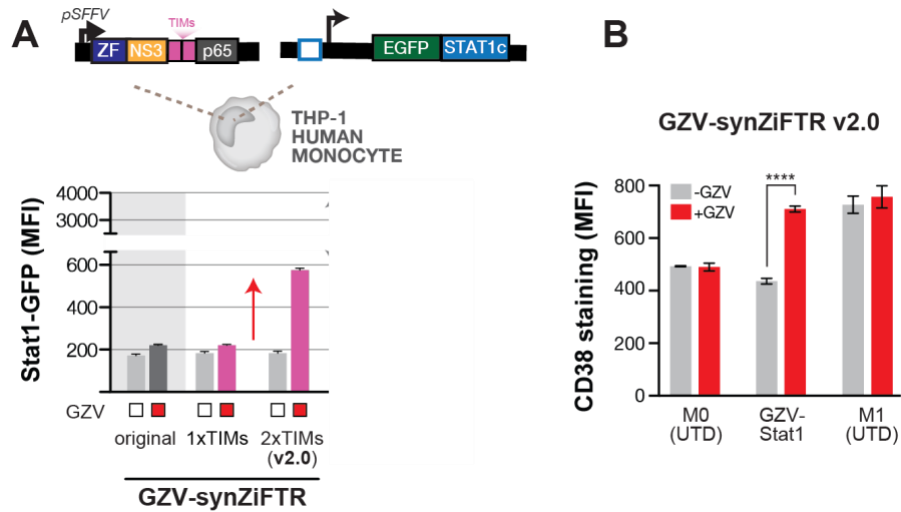 A
pSFFV
TIMs
ZF NS3 p65
EGFP STAT1c
THP-1
HUMAN
MONOCYTE
Stat1-GFP (MFI)
4000
3000
600
400
200
GZV
original 1xTIMs 2xTIMs
(v2.0)
GZV-synZiFTR
B
GZV-synZiFTR v2.0
CD38 staining (MFI)
800
600
400
200
0
-GZV
+GZV
****
M0
(UTD)
GZV-
Stat1
M1
(UTD)